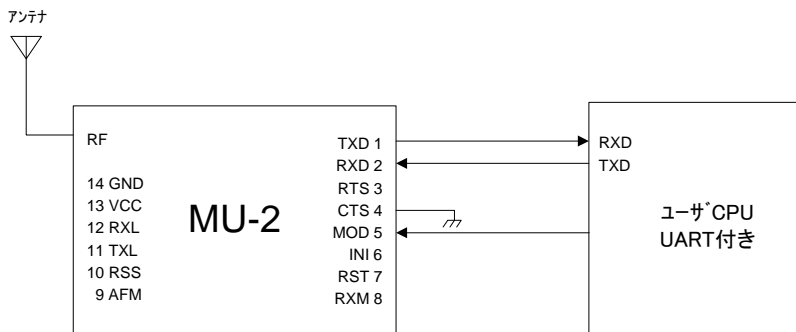 アンテナ
RF
14 GND
13 VCC
12 RXL
11 TXL
10 RSS
9 AFM
MU-2
TXD 1
RXD 2
RTS 3
CTS 4
MOD 5
INI 6
RST 7
RXM 8
RXD
TXD
ユーザCPU
UART付き